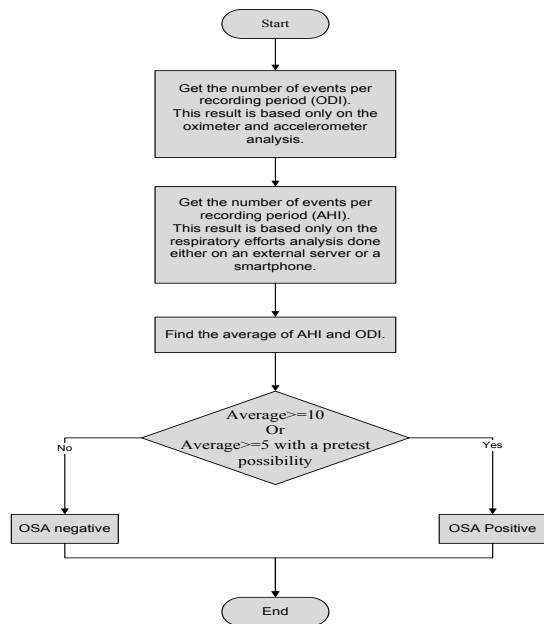 Start
Get the number of events per
recording period (ODI).
This result is based only on the
oximeter and accelerometer
analysis.
Get the number of events per
recording period (AHI).
This result is based only on the
respiratory efforts analysis done
either on an external server or a
smartphone.
Find the average of AHI and ODI.
Average>=10
Or
Average>=5 with a pretest
possibility
No
Yes
OSA negative
OSA Positive
End